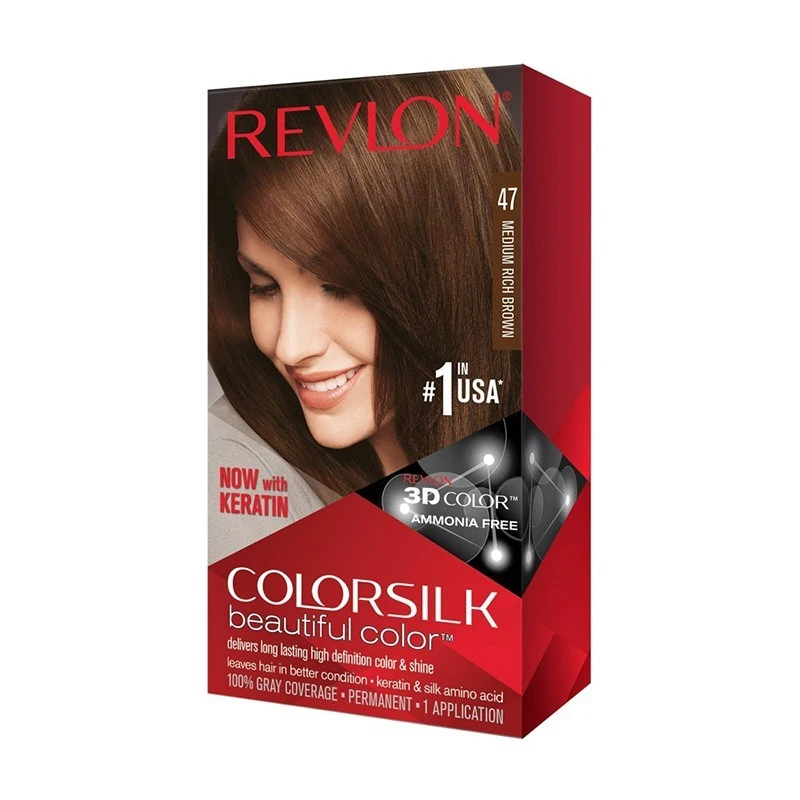 REVLON®
47
MEDIUM RICH BROWN
#1 IN USA*
NOW with
KERATIN
REVLON
3D COLOR™
AMMONIA FREE
COLORSILK
beautiful color™
delivers long lasting high definition color & shine
leaves hair in better condition • keratin & silk amino acid
100% GRAY COVERAGE • PERMANENT • 1 APPLICATION